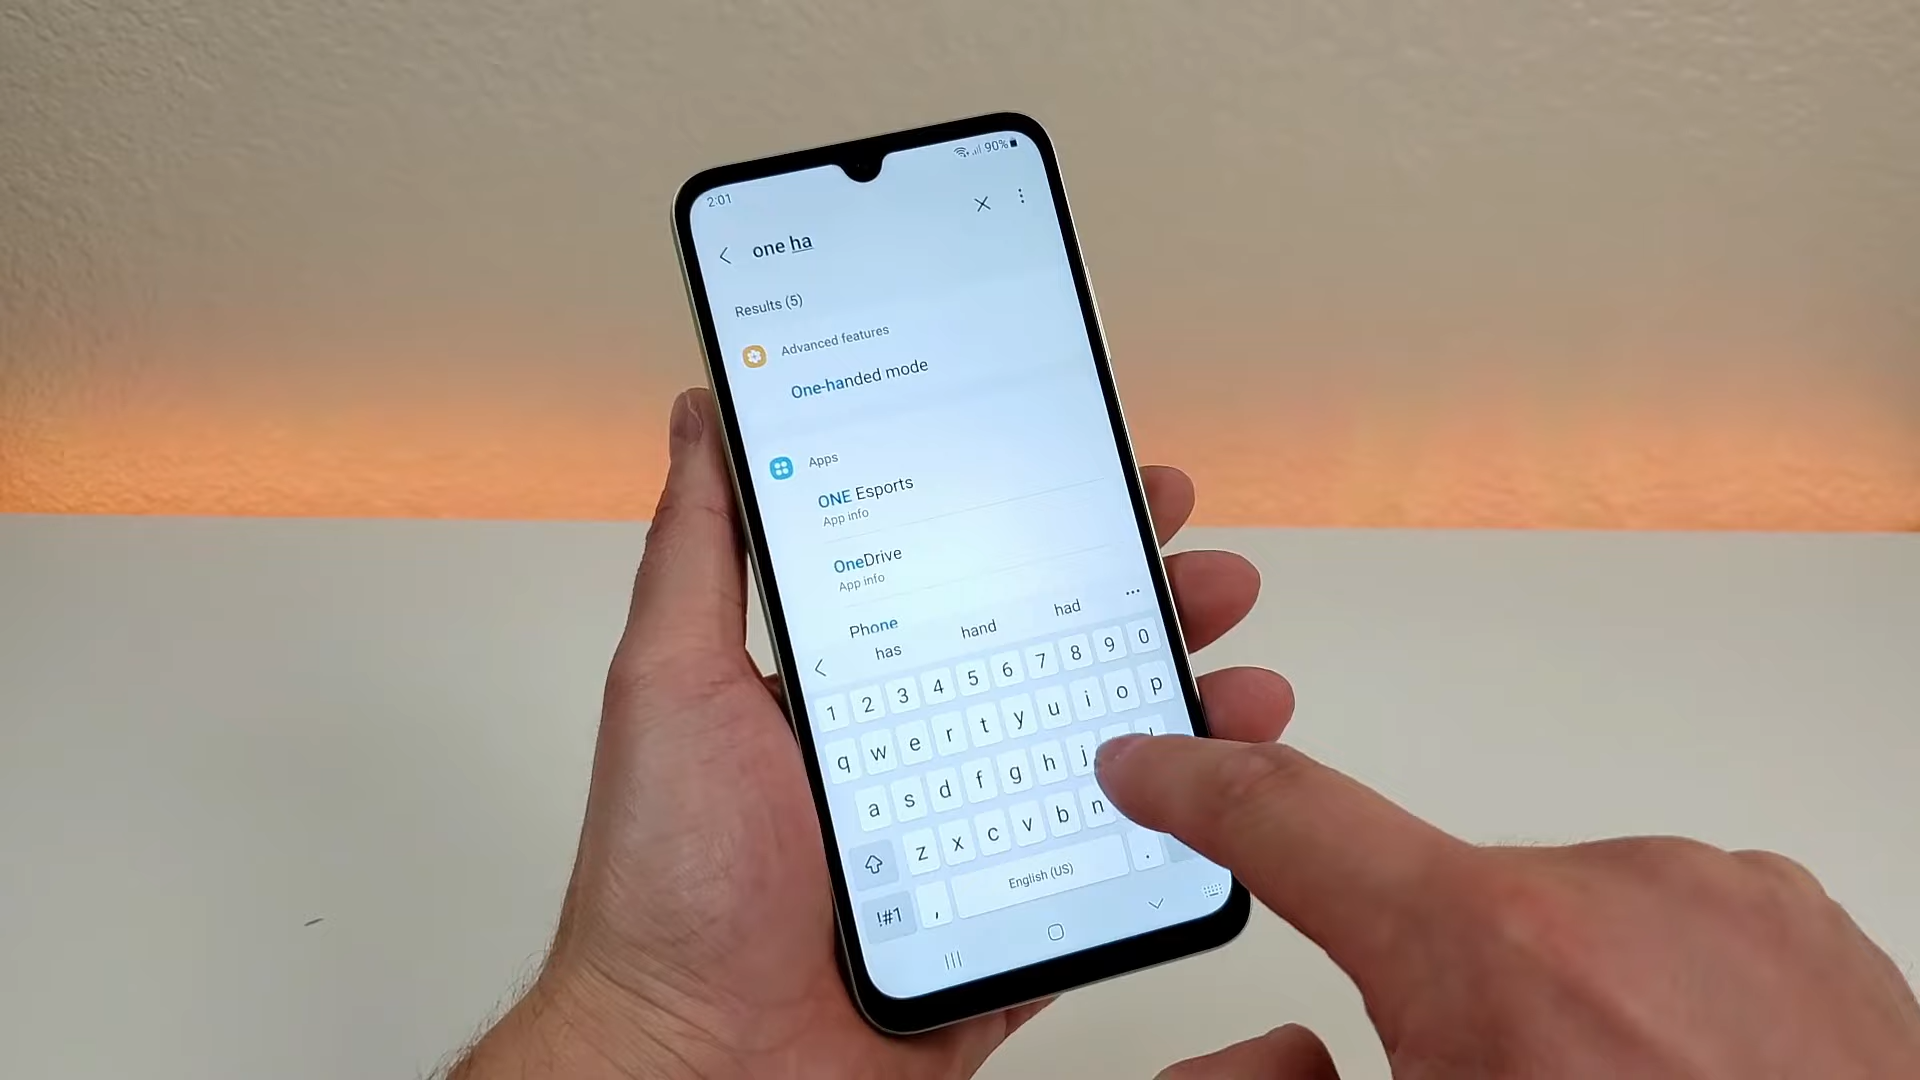 2:01
90%
one ha
Results (5)
Advanced features
One-handed mode
Apps
ONE Esports
App info
OneDrive
App info
Phone
has hand had
1 2 3 4 5 6 7 8 9 0
q w e r t y u i o p
a s d f g h j
z x c v b n
!#1 , English (US) .